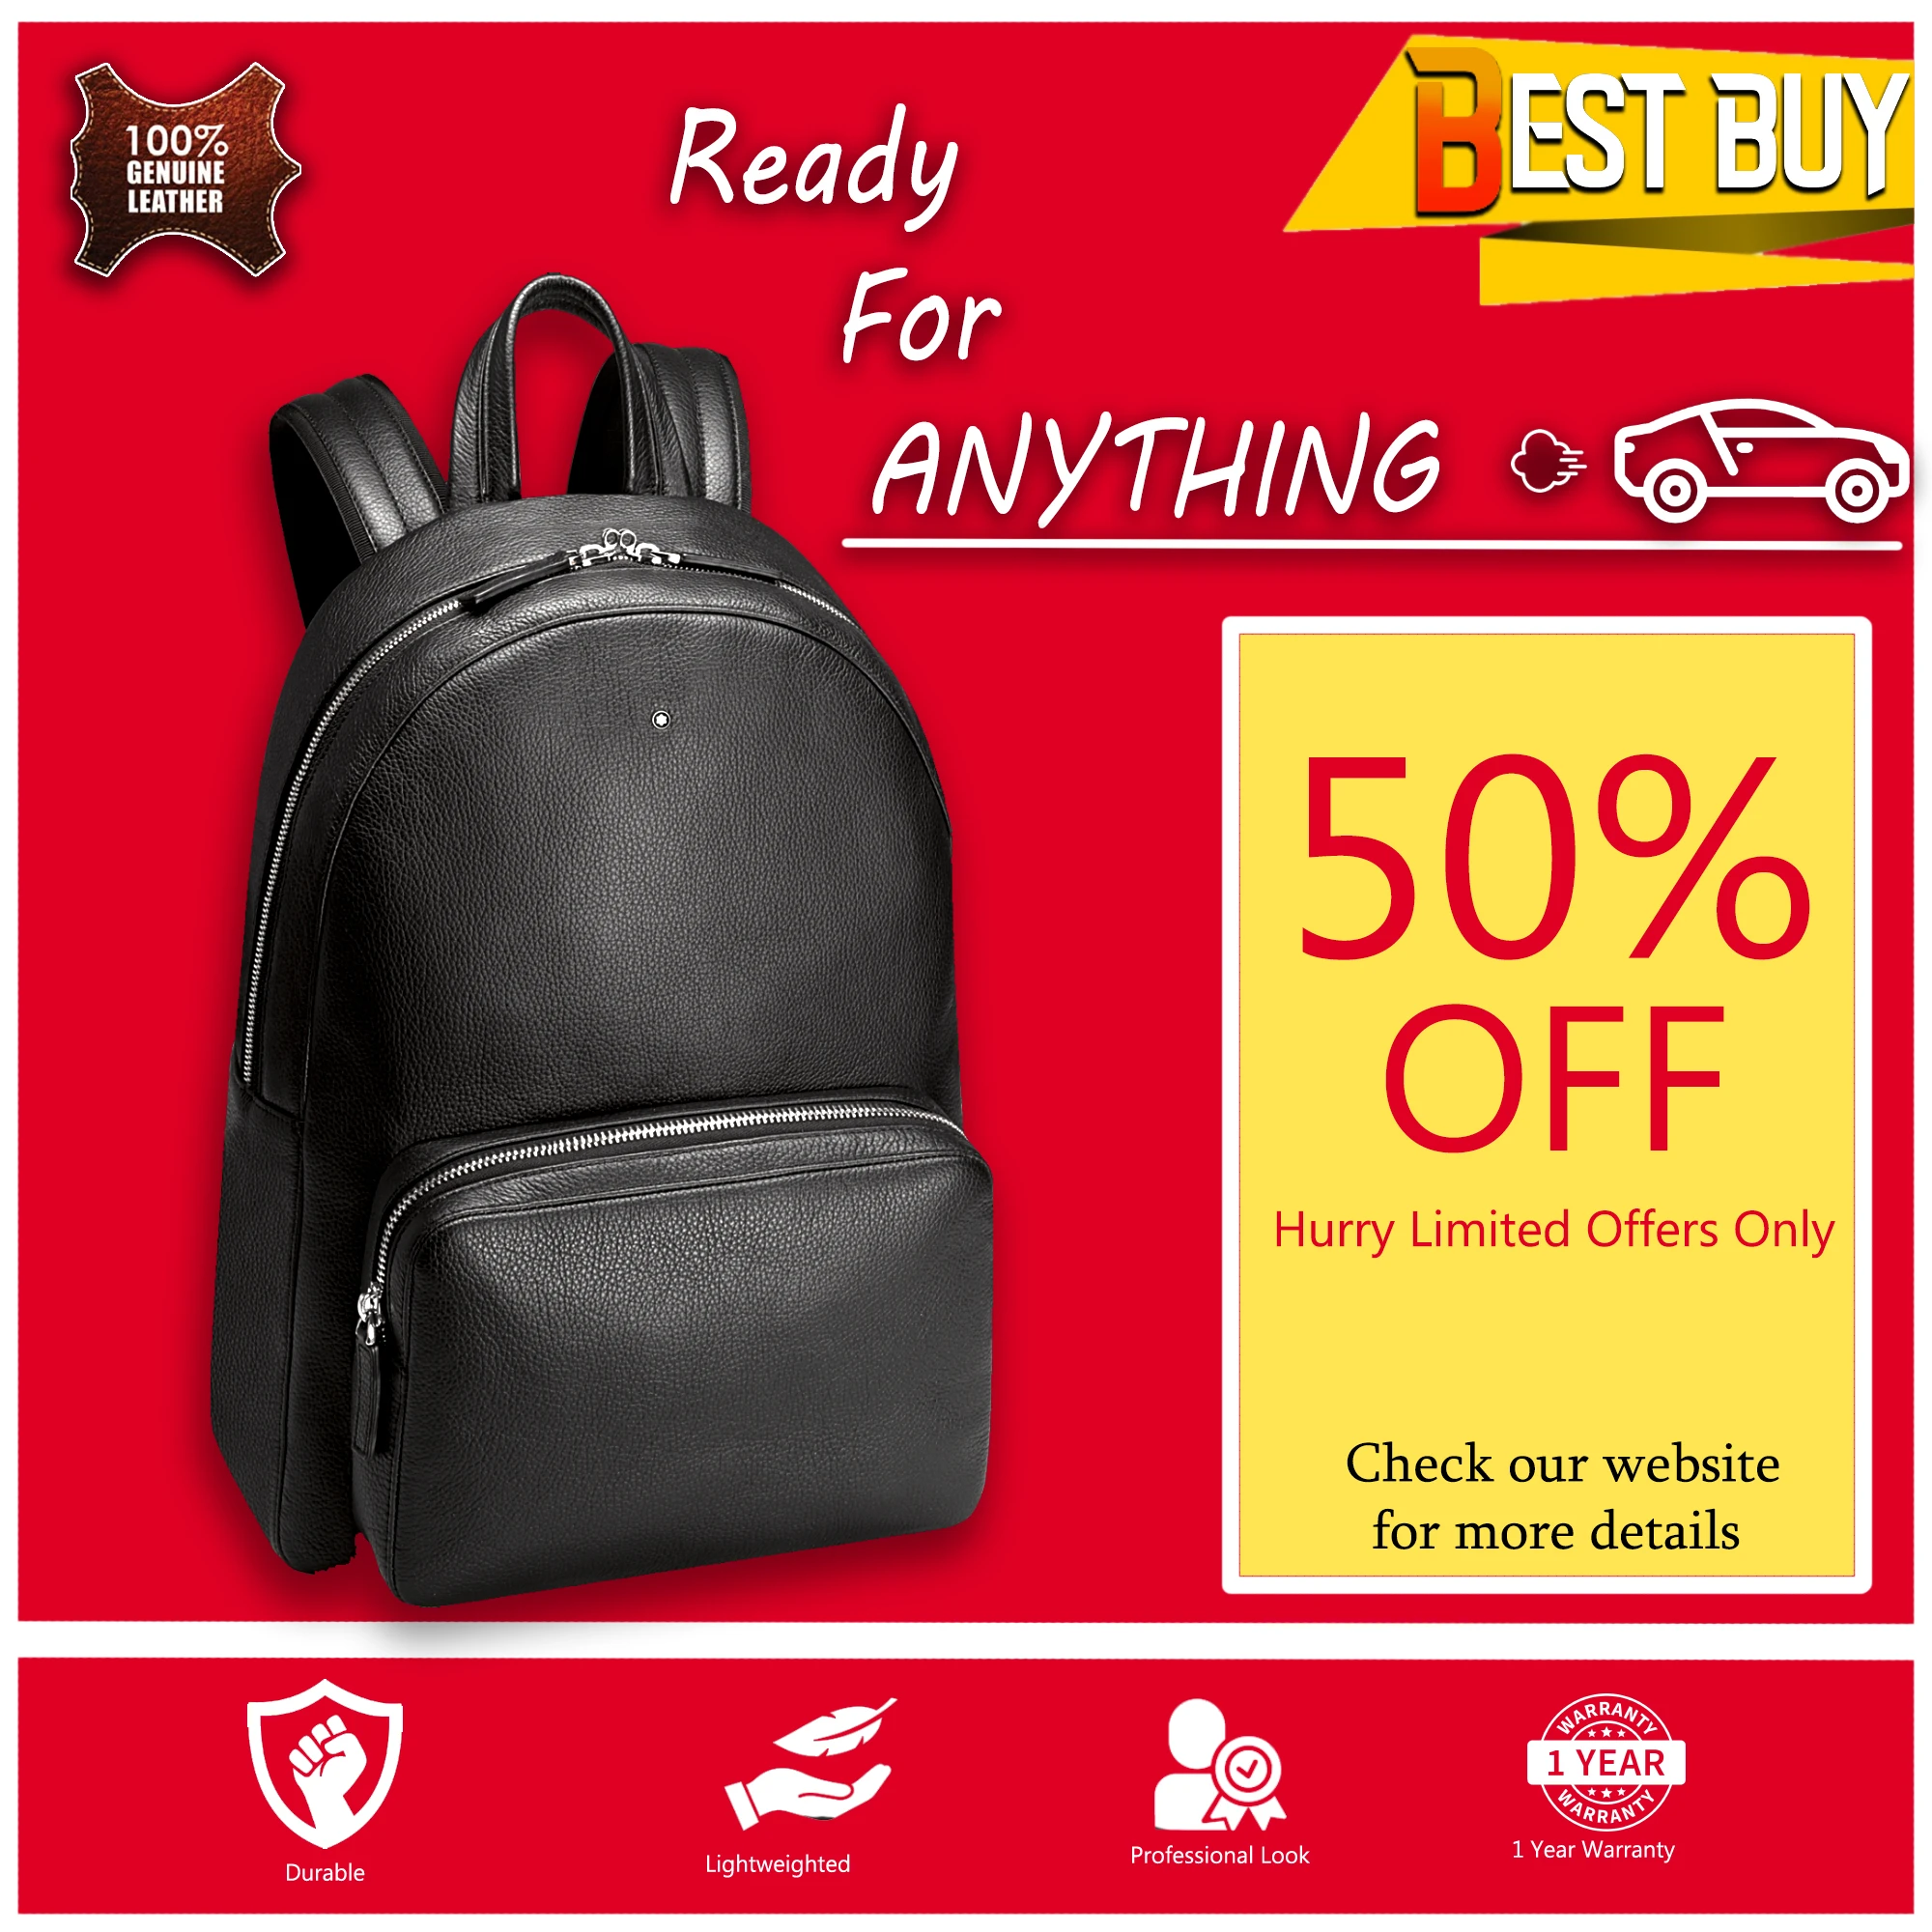 100%
GENUINE
LEATHER
BEST BUY
Ready
For
ANYTHING
50%
OFF
Hurry Limited Offers Only
Check our website
for more details
WARRANTY
1 YEAR
WARRANTY
Durable
Lightweighted
Professional Look
1 Year Warranty